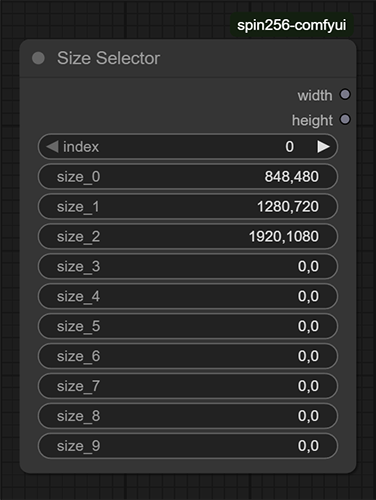 spin256-comfyui
Size Selector
width
height
index 0
size_0 848,480
size_1 1280,720
size_2 1920,1080
size_3 0,0
size_4 0,0
size_5 0,0
size_6 0,0
size_7 0,0
size_8 0,0
size_9 0,0